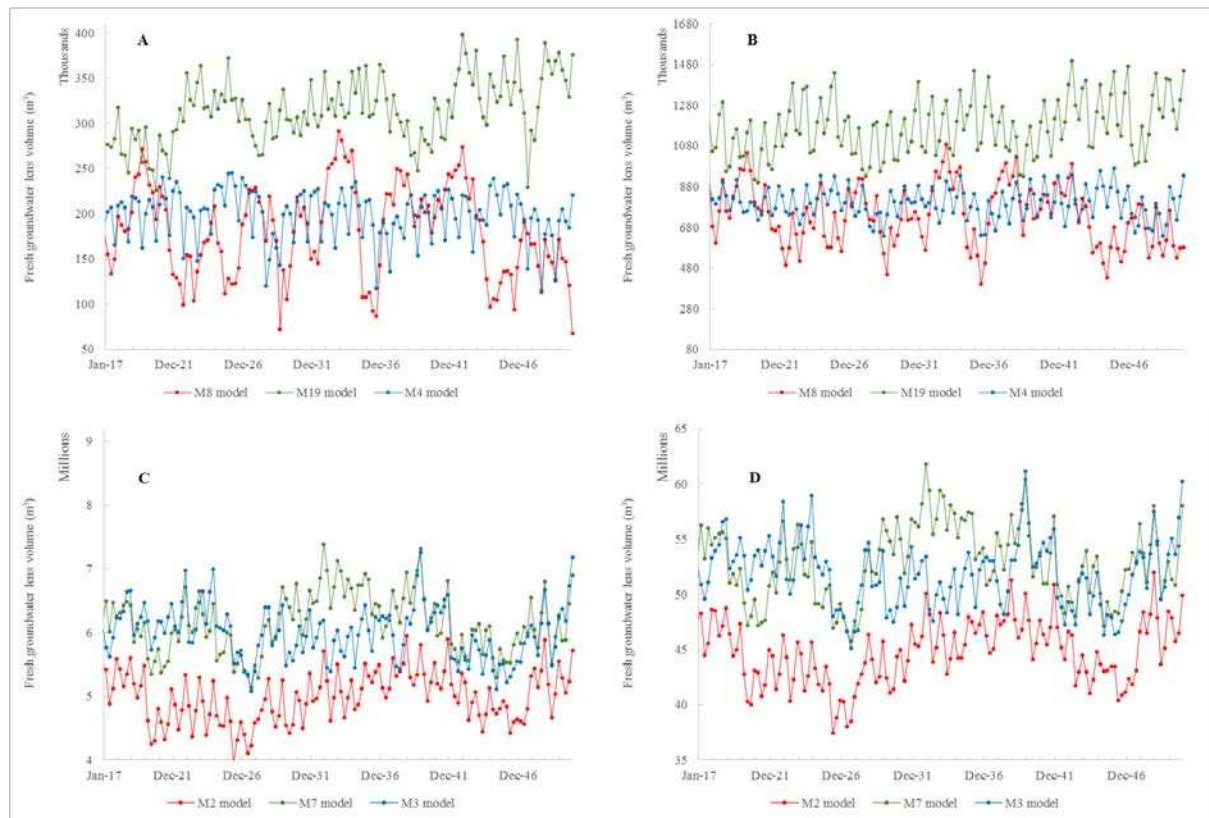 A
Thousands
Fresh groundwater lens volume (m³)
400
350
300
250
200
150
100
50
Jan-17 Dec-21 Dec-26 Dec-31 Dec-36 Dec-41 Dec-46
M8 model M19 model M4 model
B
Thousands
Fresh groundwater lens volume (m³)
1680
1480
1280
1080
880
680
480
280
80
Jan-17 Dec-21 Dec-26 Dec-31 Dec-36 Dec-41 Dec-46
M8 model M19 model M4 model
C
Millions
Fresh groundwater lens volume (m³)
9
8
7
6
5
4
Jan-17 Dec-21 Dec-26 Dec-31 Dec-36 Dec-41 Dec-46
M2 model M7 model M3 model
D
Millions
Fresh groundwater lens volume (m³)
65
60
55
50
45
40
35
Jan-17 Dec-21 Dec-26 Dec-31 Dec-36 Dec-41 Dec-46
M2 model M7 model M3 model